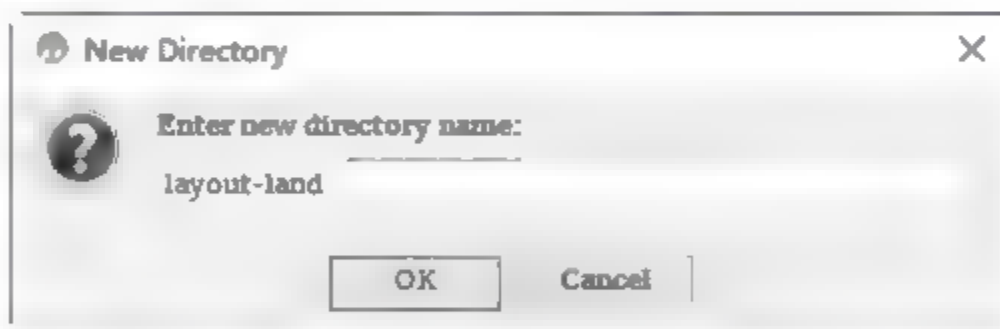 New Directory
Enter new directory name:
layout-land
OK Cancel